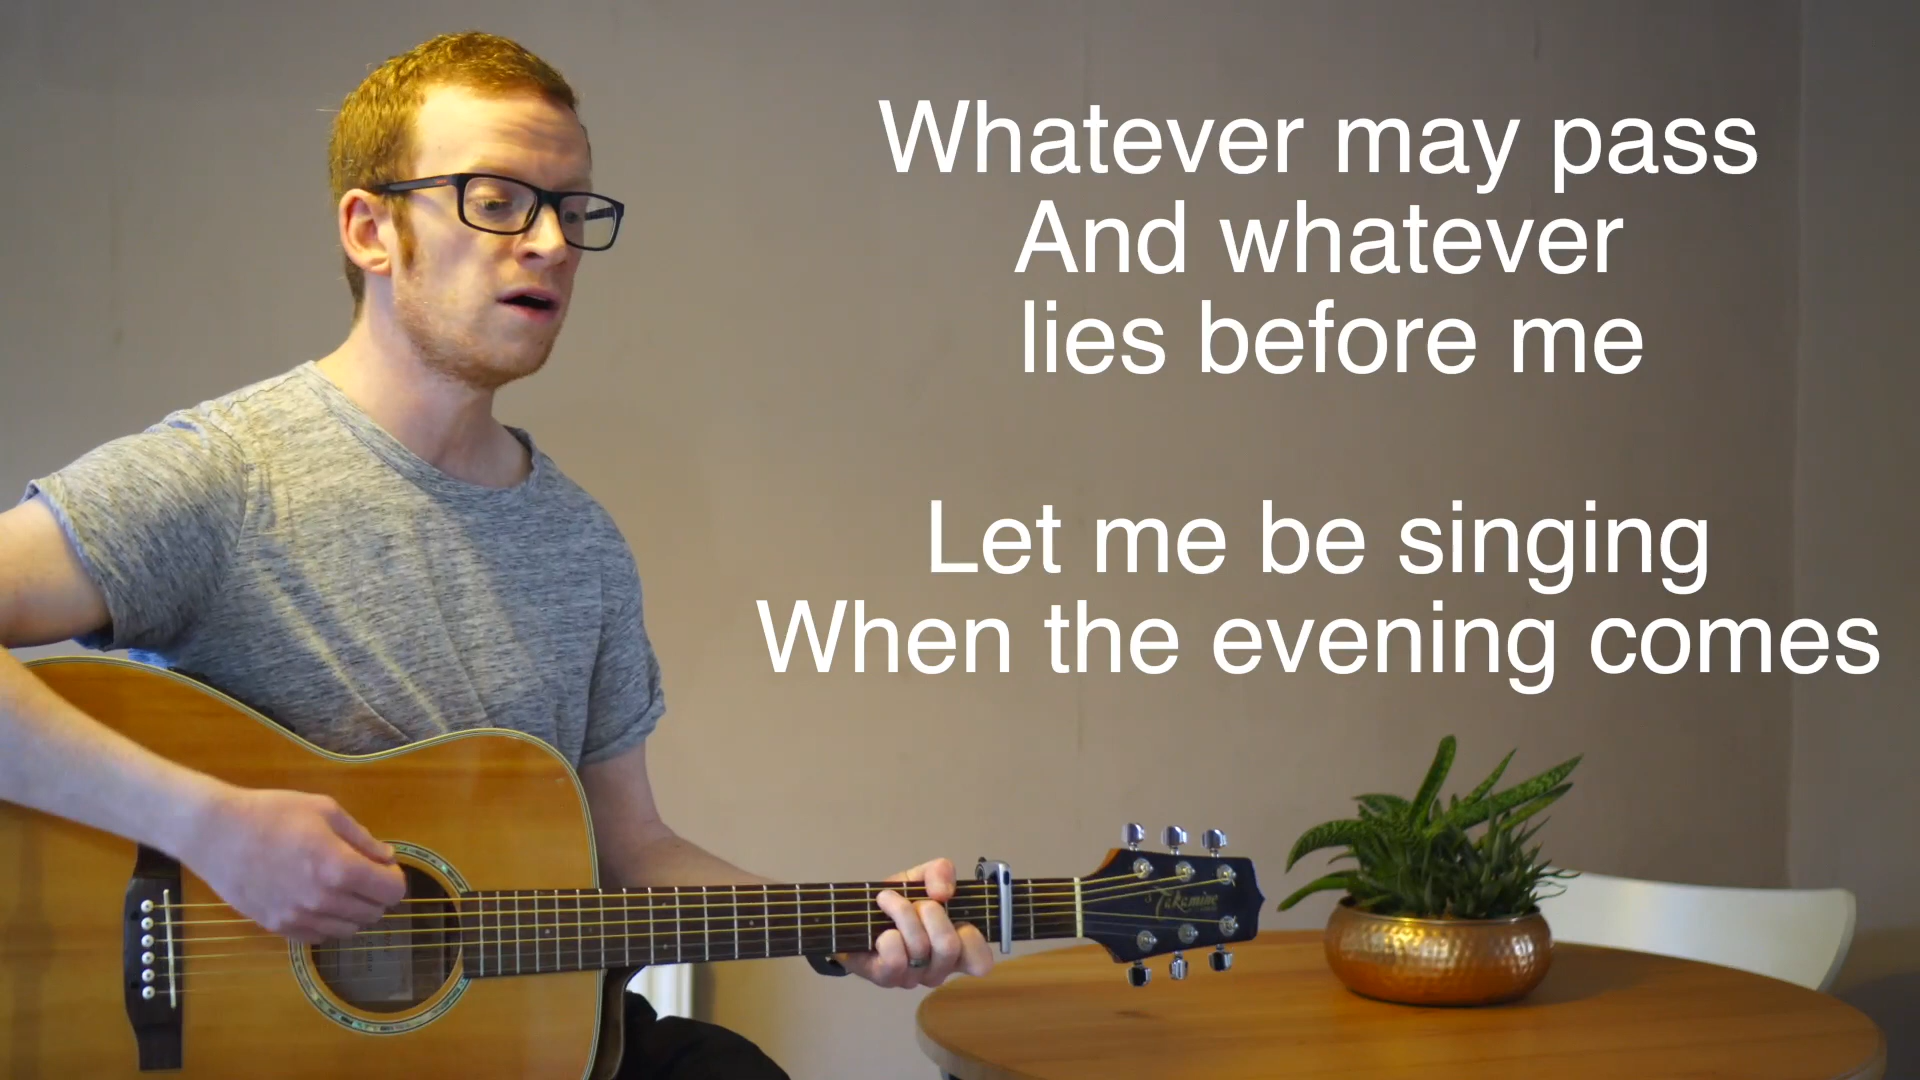 Whatever may pass
And whatever
lies before me
Let me be singing
When the evening comes
Takamine